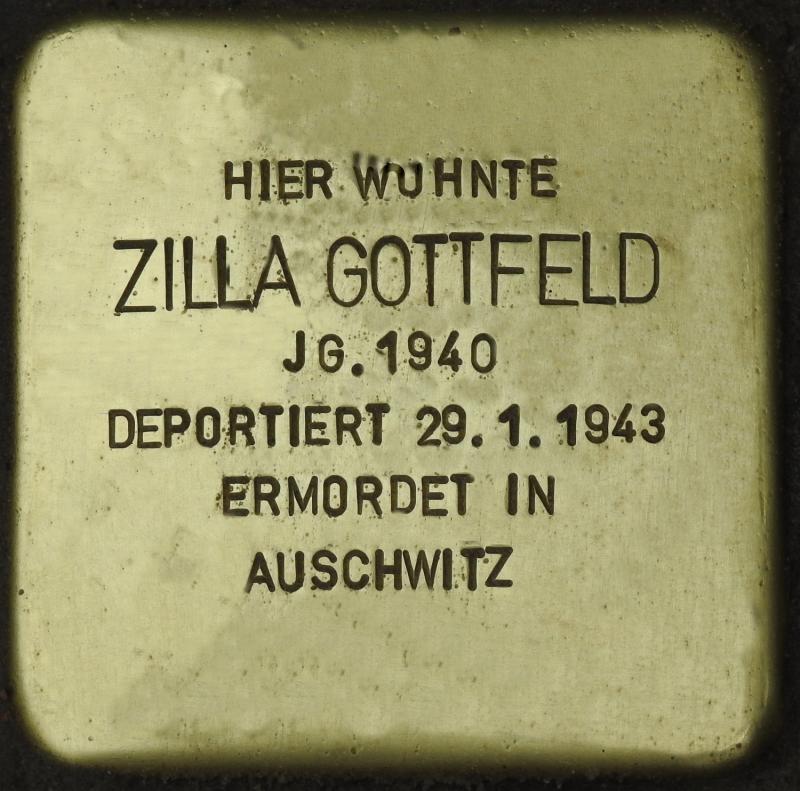 HIER WOHNTE
ZILLA GOTTFELD
JG. 1940
DEPORTIERT 29.1.1943
ERMORDET IN
AUSCHWITZ